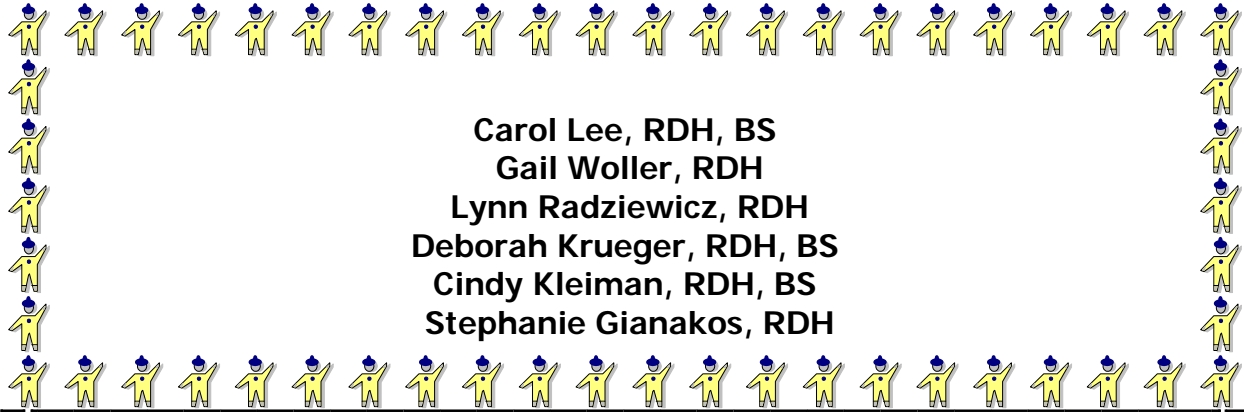 Carol Lee, RDH, BS
Gail Woller, RDH
Lynn Radziewicz, RDH
Deborah Krueger, RDH, BS
Cindy Kleiman, RDH, BS
Stephanie Gianakos, RDH